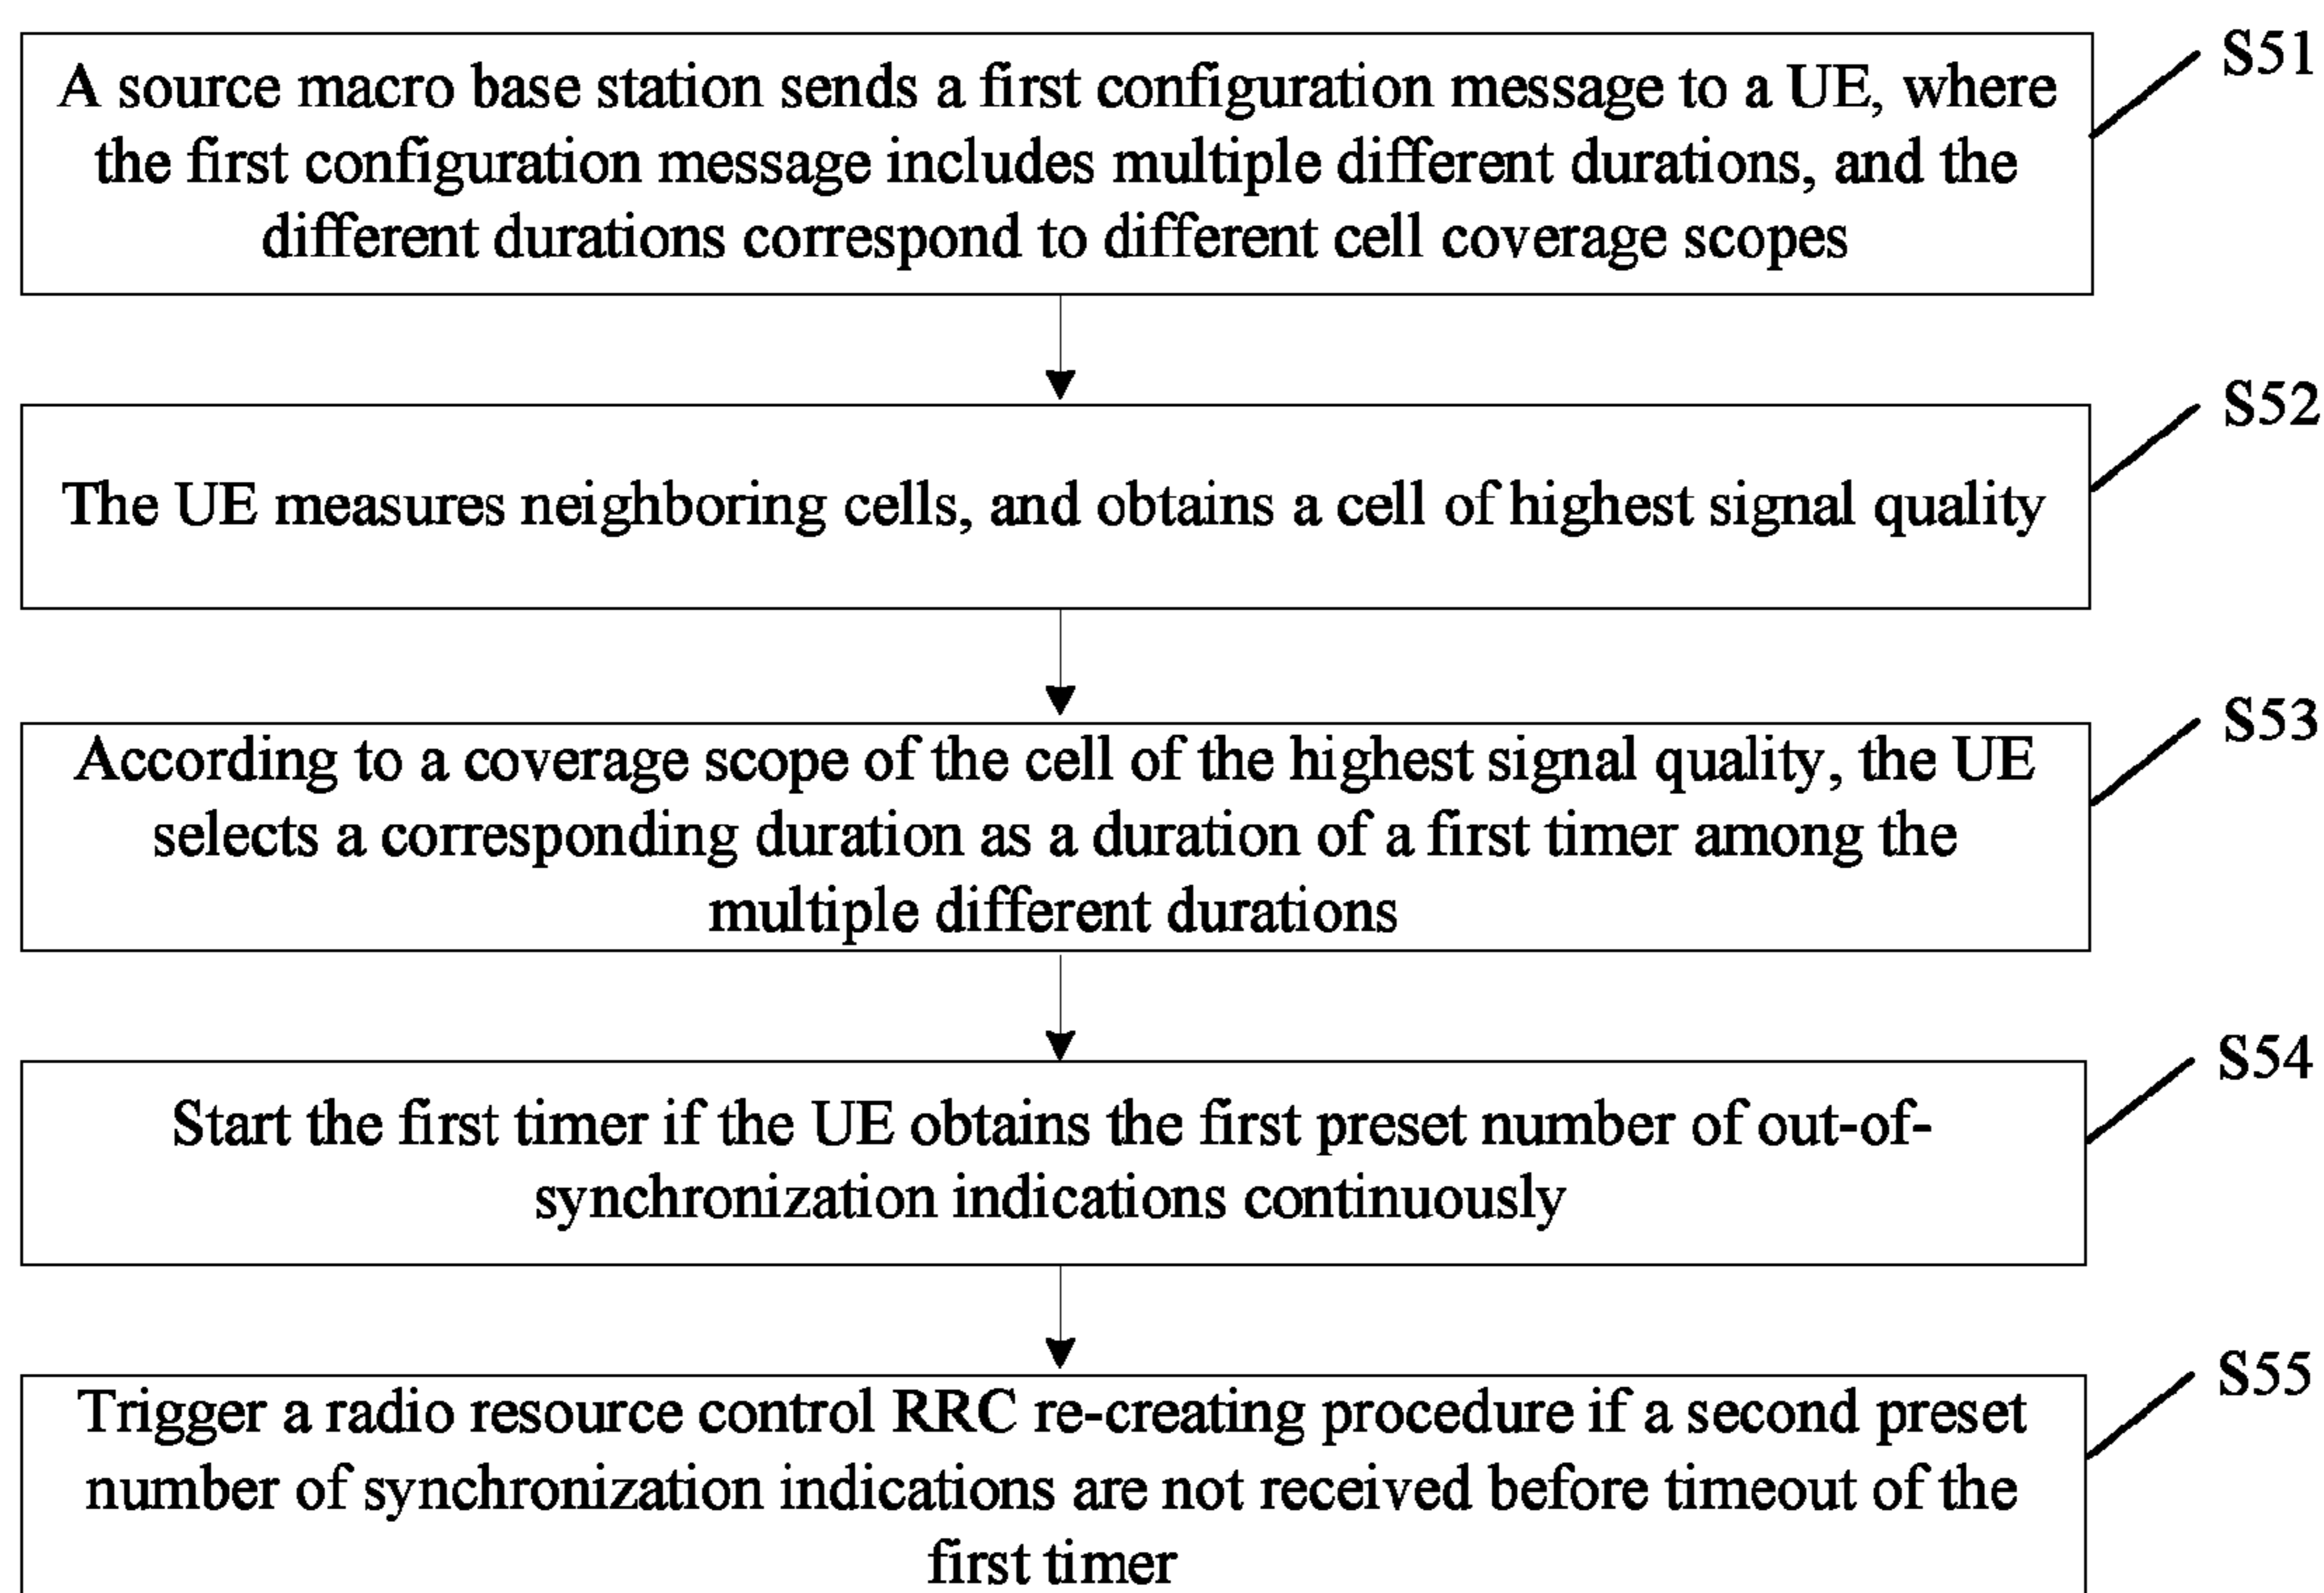 A source macro base station sends a first configuration message to a UE, where
the first configuration message includes multiple different durations, and the
different durations correspond to different cell coverage scopes
S51
The UE measures neighboring cells, and obtains a cell of highest signal quality
S52
According to a coverage scope of the cell of the highest signal quality, the UE
selects a corresponding duration as a duration of a first timer among the
multiple different durations
S53
Start the first timer if the UE obtains the first preset number of out-of-
synchronization indications continuously
S54
Trigger a radio resource control RRC re-creating procedure if a second preset
number of synchronization indications are not received before timeout of the
first timer
S55